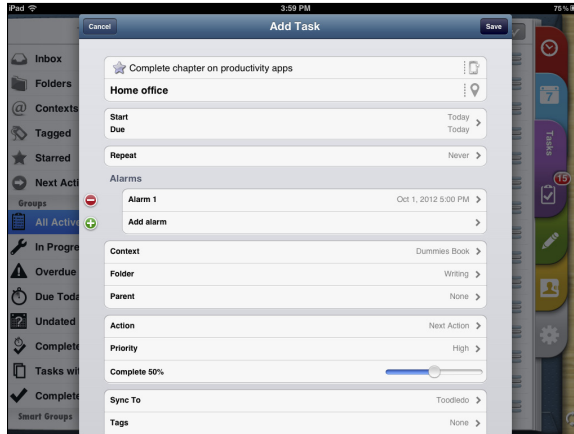 iPad 3:59 PM 75%
Cancel Add Task Save
Complete chapter on productivity apps
Home office
Start Today
Due Today
Repeat Never
Alarms
Alarm 1 Oct 1, 2012 5:00 PM
Add alarm
Context Dummies Book
Folder Writing
Parent None
Action Next Action
Priority High
Complete 50%
Sync To Toodledo
Tags None
Inbox
Folders
Contexts
Tagged
Starred
Next Acti
Groups
All Active
In Progre
Overdue
Due Toda
Undated
Complete
Tasks wit
Complete
Smart Groups
7
Tasks
15